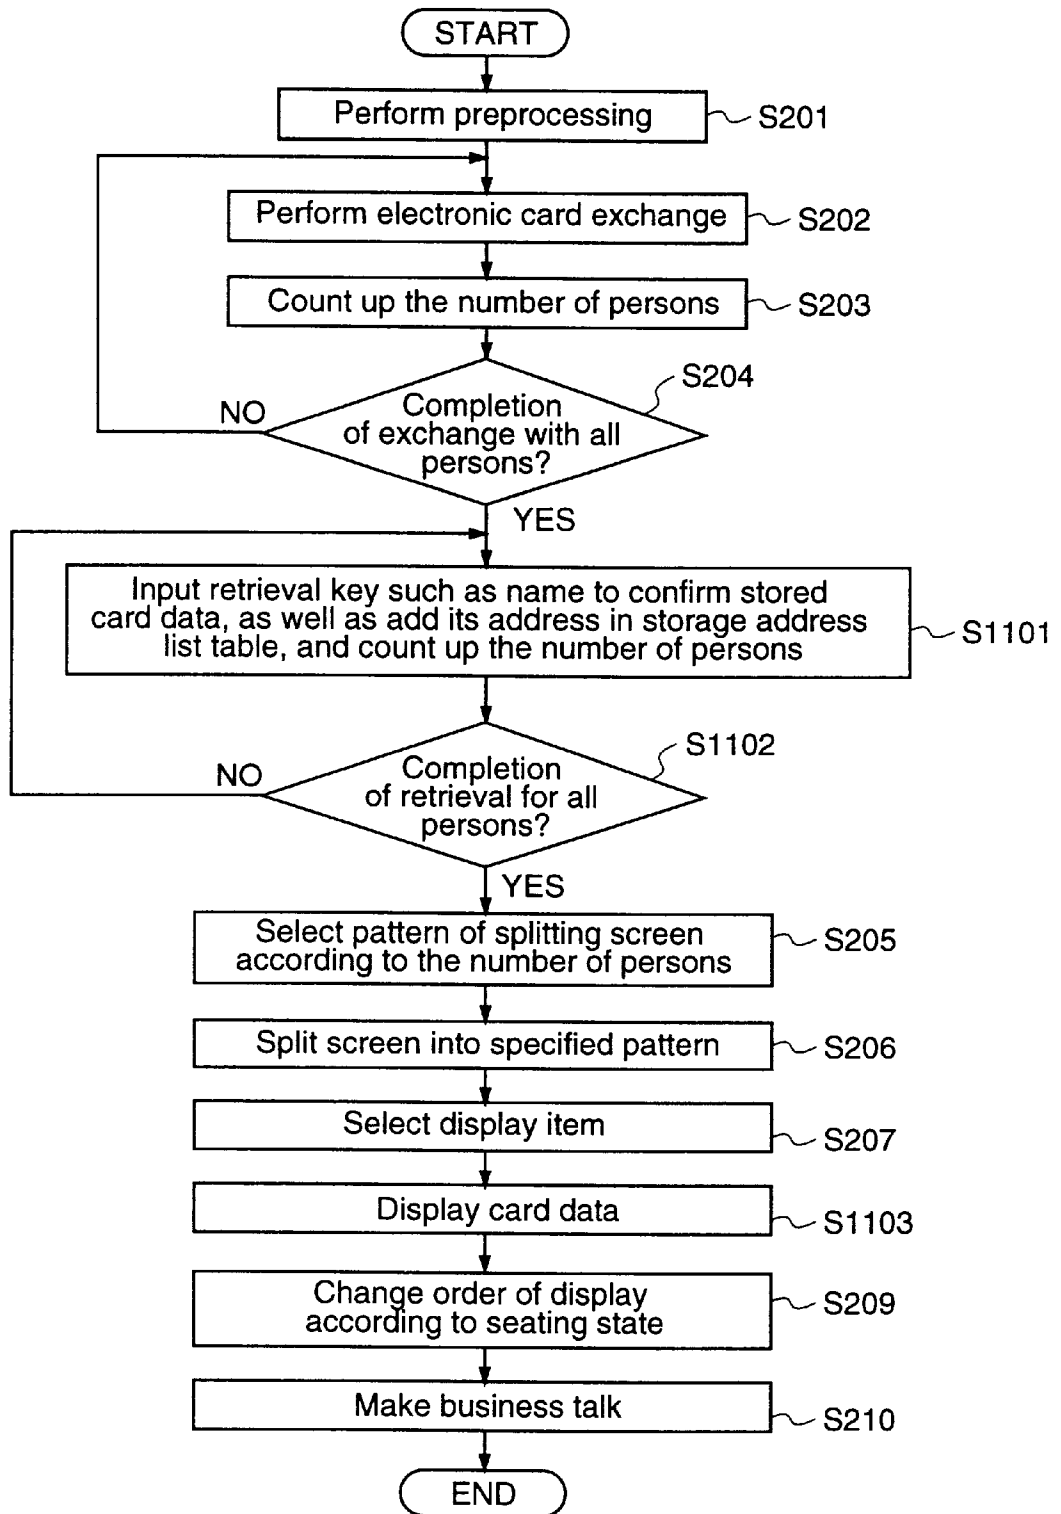 START
Perform preprocessing
S201
Perform electronic card exchange
S202
Count up the number of persons
S203
S204
Completion
of exchange with all
persons?
NO
YES
Input retrieval key such as name to confirm stored
card data, as well as add its address in storage address
list table, and count up the number of persons
S1101
S1102
Completion
of retrieval for all
persons?
NO
YES
Select pattern of splitting screen
according to the number of persons
S205
Split screen into specified pattern
S206
Select display item
S207
Display card data
S1103
Change order of display
according to seating state
S209
Make business talk
S210
END